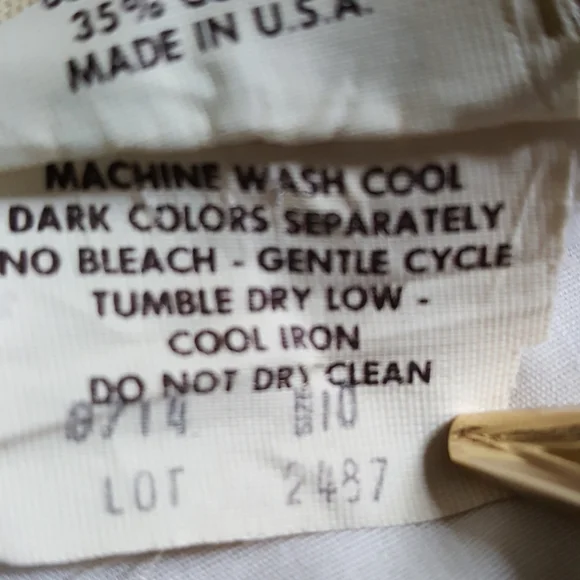 35%
MADE IN U.S.A.
MACHINE WASH COOL
DARK COLORS SEPARATELY
NO BLEACH - GENTLE CYCLE
TUMBLE DRY LOW -
COOL IRON
DO NOT DRY CLEAN
8714 SIZE 10
LOT 2487